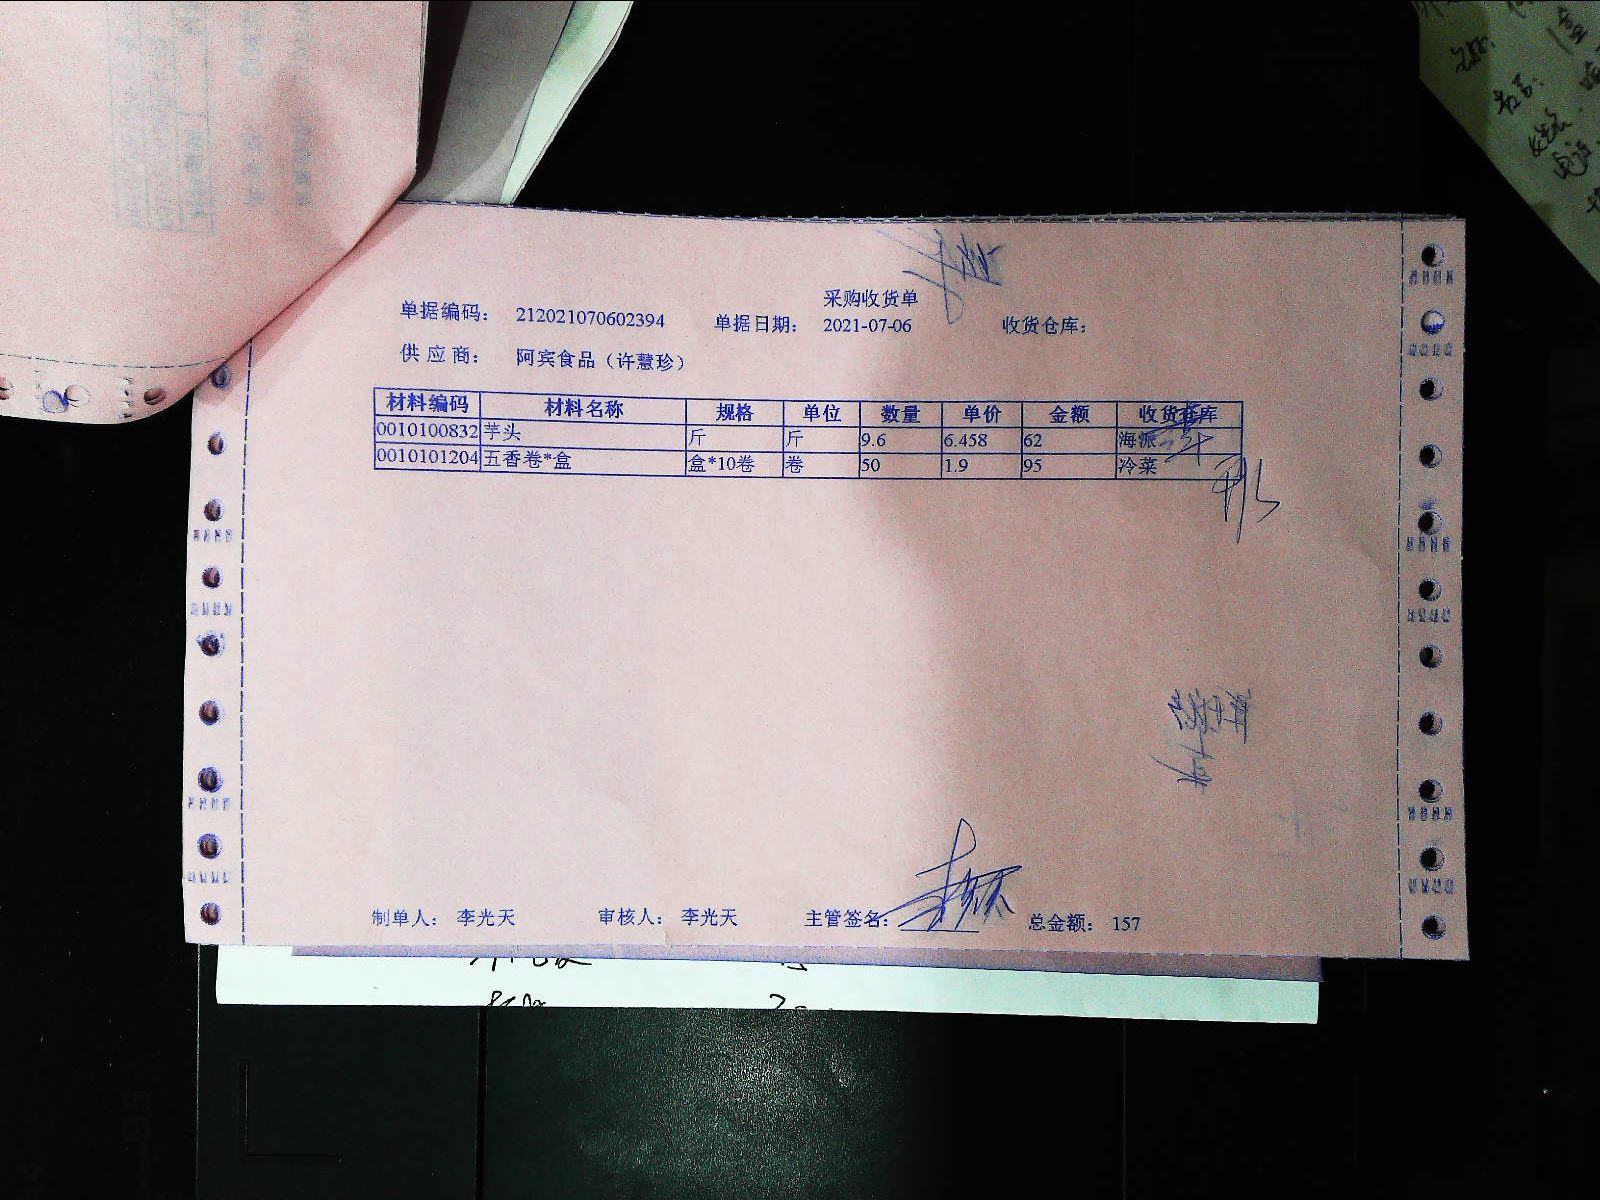 采购收货单
单据编码： 212021070602394 单据日期： 2021-07-06 收货仓库：
供应商： 阿宾食品（许慧珍）
材料编码 材料名称 规格 单位 数量 单价 金额 收货仓库
0010100832 芋头 斤 斤 9.6 6.458 62 海派
0010101204 五香卷*盒 盒*10卷 卷 50 1.9 95 冷菜
制单人： 李光天 审核人： 李光天 主管签名： 总金额： 157